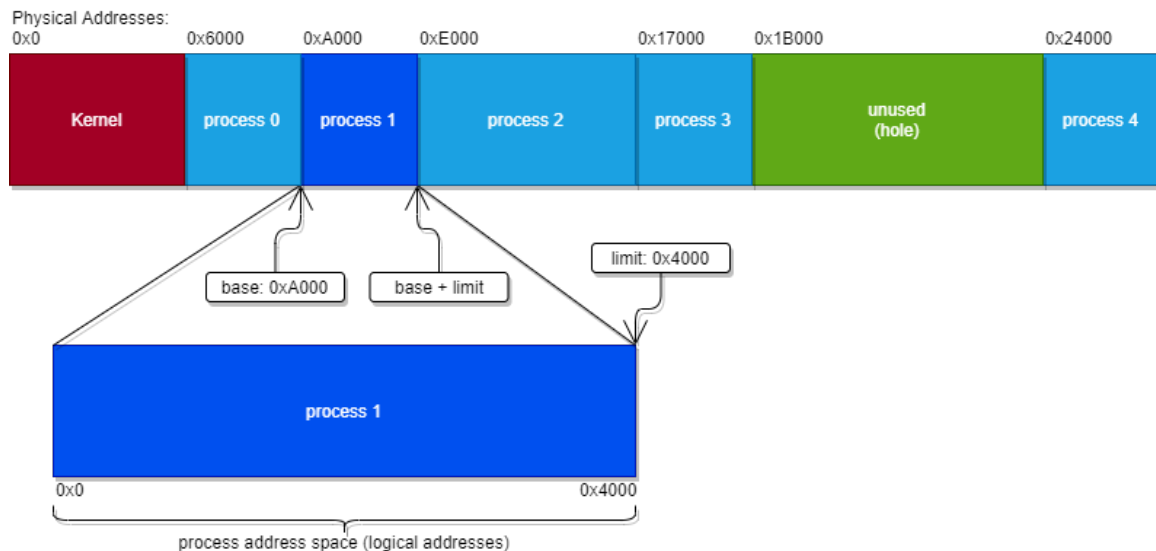 Physical Addresses:
0x0 0x6000 0xA000 0xE000 0x17000 0x1B000 0x24000
Kernel process 0 process 1 process 2 process 3 unused process 4
(hole)
limit: 0x4000
base: 0xA000 base + limit
process 1
0x0 0x4000
process address space (logical addresses)